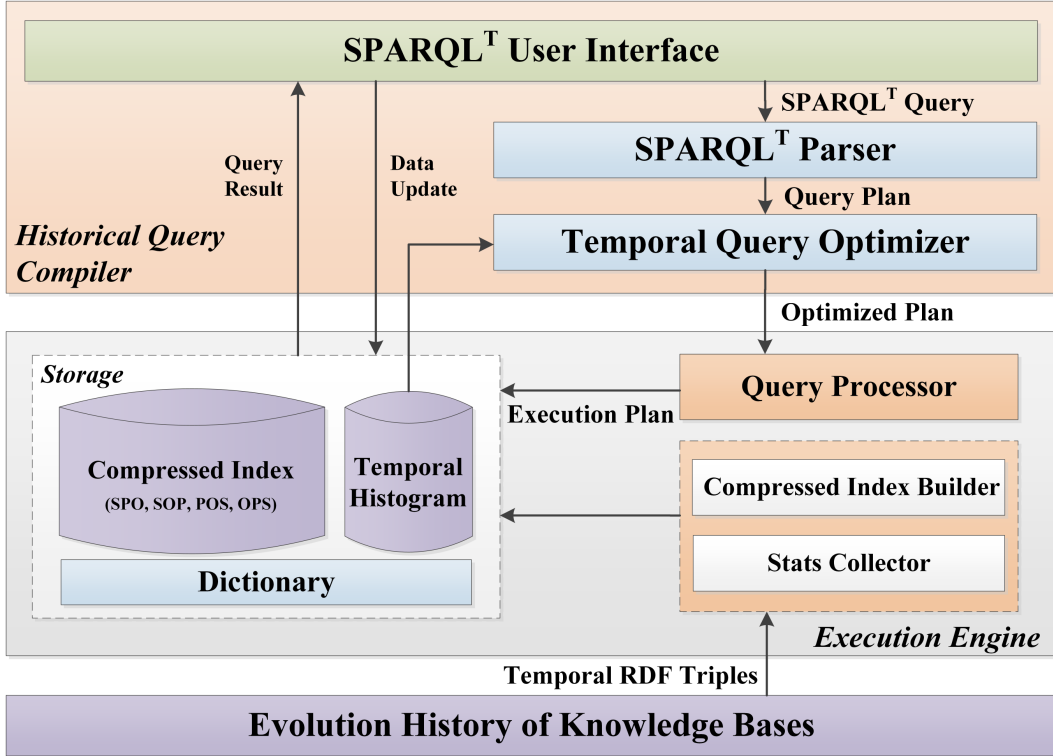 SPARQL^T User Interface
SPARQL^T Query
SPARQL^T Parser
Query
Result
Data
Update
Query Plan
Historical Query
Compiler
Temporal Query Optimizer
Optimized Plan
Storage
Query Processor
Execution Plan
Compressed Index
(SPO, SOP, POS, OPS)
Temporal
Histogram
Compressed Index Builder
Stats Collector
Dictionary
Execution Engine
Temporal RDF Triples
Evolution History of Knowledge Bases